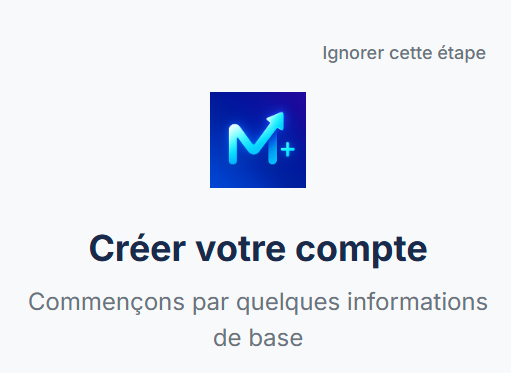 Ignorer cette étape
M+
Créer votre compte
Commençons par quelques informations
de base